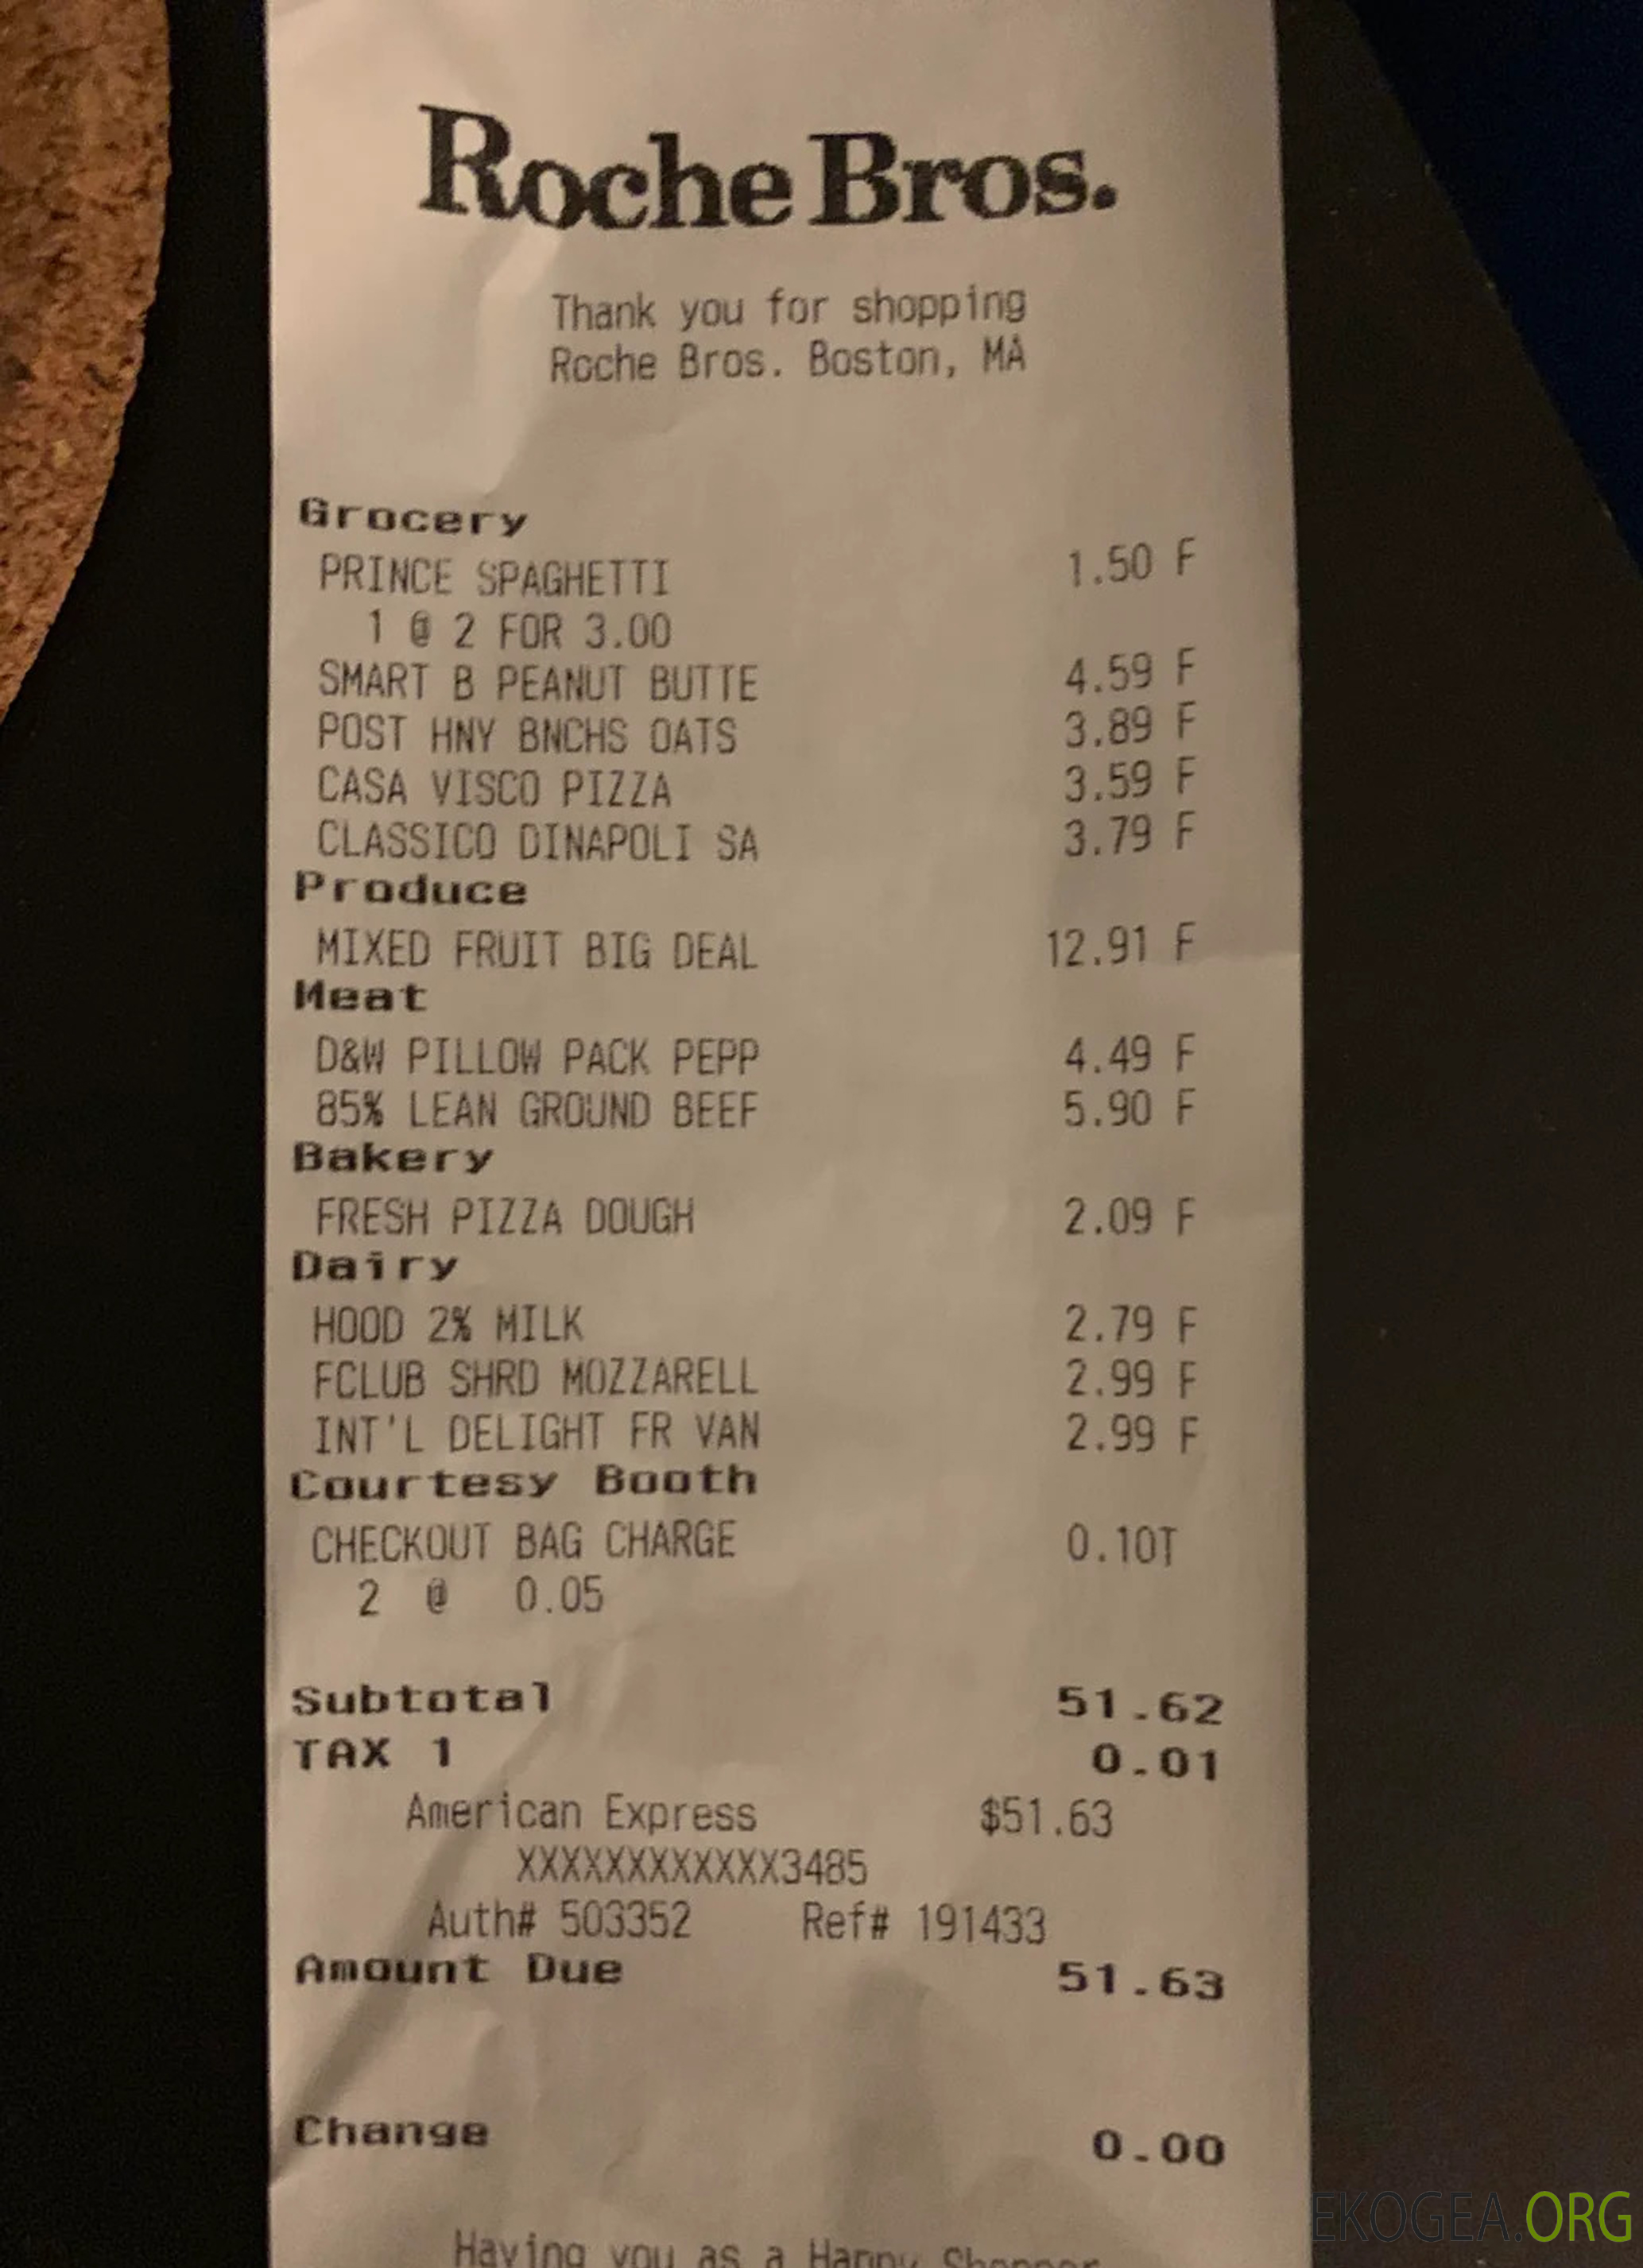 Roche Bros.
Thank you for shopping
Roche Bros. Boston, MA
Grocery
PRINCE SPAGHETTI 1.50 F
1 @ 2 FOR 3.00
SMART B PEANUT BUTTE 4.59 F
POST HNY BNCHS OATS 3.89 F
CASA VISCO PIZZA 3.59 F
CLASSICO DINAPOLI SA 3.79 F
Produce
MIXED FRUIT BIG DEAL 12.91 F
Meat
D&W PILLOW PACK PEPP 4.49 F
85% LEAN GROUND BEEF 5.90 F
Bakery
FRESH PIZZA DOUGH 2.09 F
Dairy
HOOD 2% MILK 2.79 F
FCLUB SHRD MOZZARELL 2.99 F
INT'L DELIGHT FR VAN 2.99 F
Courtesy Booth
CHECKOUT BAG CHARGE 0.10T
2 @ 0.05
Subtotal 51.62
TAX 1 0.01
American Express $51.63
XXXXXXXXXXXX3485
Auth# 503352 Ref# 191433
Amount Due 51.63
Change 0.00
Having you as a Happy Shopper
EKOGEA.ORG